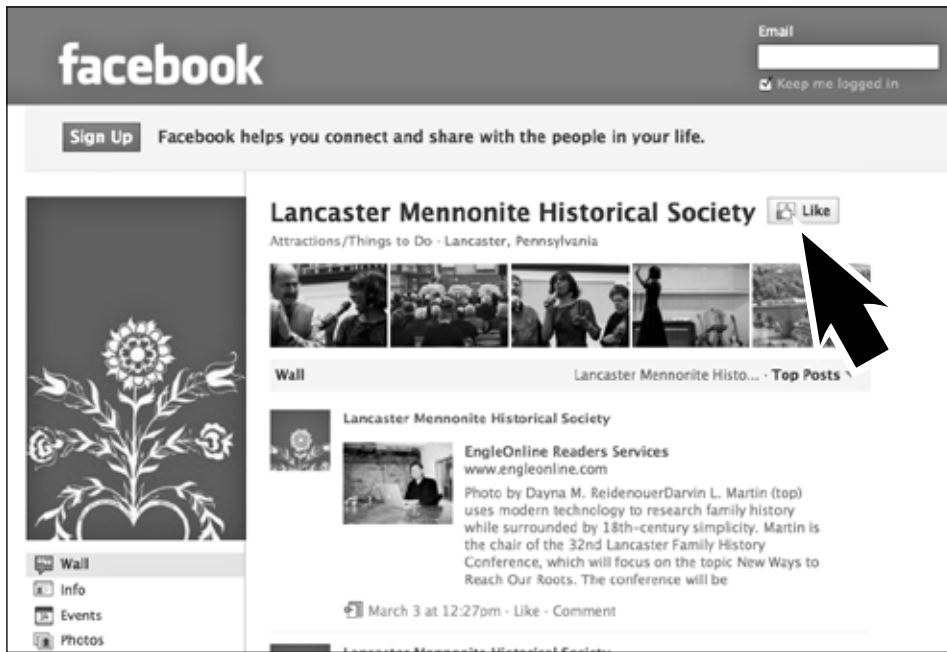 facebook
Email
Keep me logged in
Sign Up Facebook helps you connect and share with the people in your life.
Lancaster Mennonite Historical Society Like
Attractions/Things to Do · Lancaster, Pennsylvania
Wall Lancaster Mennonite Histo... · Top Posts
Lancaster Mennonite Historical Society
EngleOnline Readers Services
www.engleonline.com
Photo by Dayna M. ReidenouerDarvin L. Martin (top)
uses modern technology to research family history
while surrounded by 18th-century simplicity. Martin is
the chair of the 32nd Lancaster Family History
Conference, which will focus on the topic New Ways to
Reach Our Roots. The conference will be
March 3 at 12:27pm · Like · Comment
Lancaster Mennonite Historical Society
Wall
Info
Events
Photos